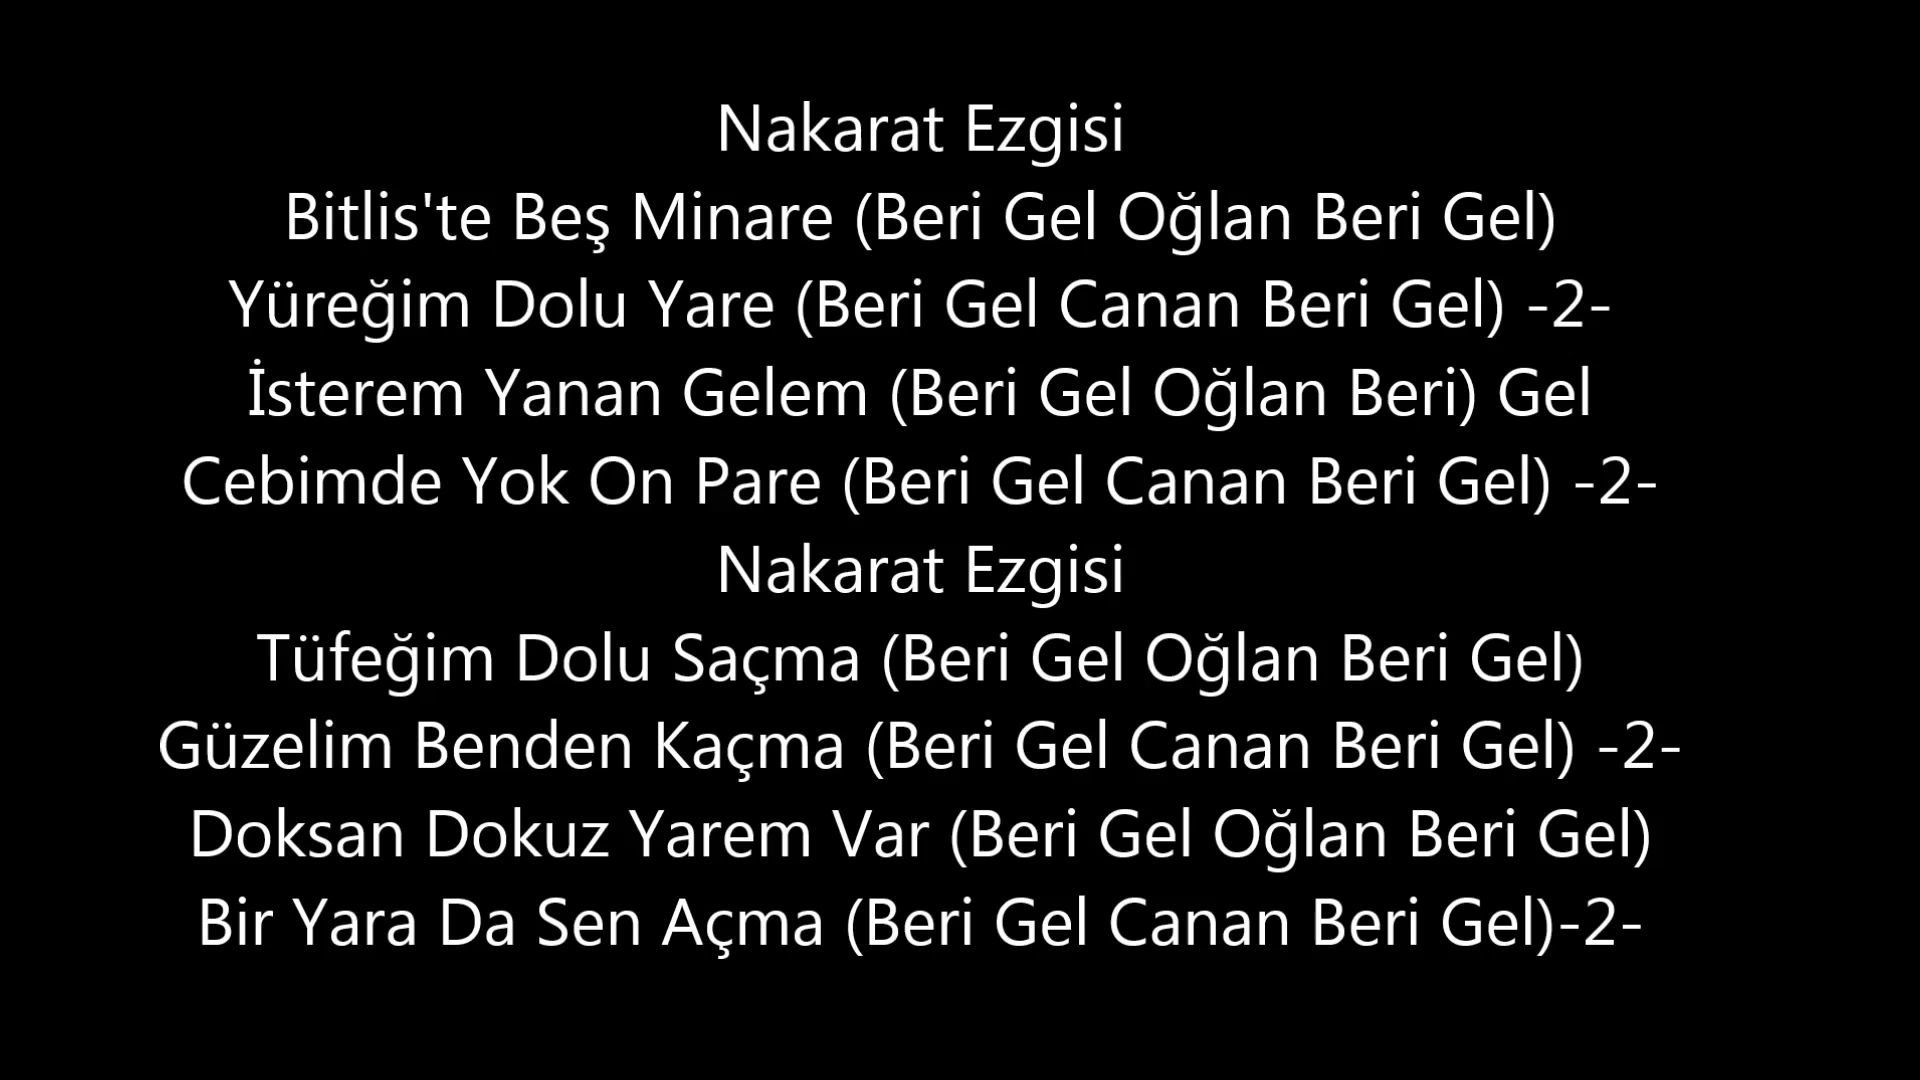 Nakarat Ezgisi
Bitlis'te Beş Minare (Beri Gel Oğlan Beri Gel)
Yüreğim Dolu Yare (Beri Gel Canan Beri Gel) -2-
İsterem Yanan Gelem (Beri Gel Oğlan Beri) Gel
Cebimde Yok On Pare (Beri Gel Canan Beri Gel) -2-
Nakarat Ezgisi
Tüfeğim Dolu Saçma (Beri Gel Oğlan Beri Gel)
Güzelim Benden Kaçma (Beri Gel Canan Beri Gel) -2-
Doksan Dokuz Yarem Var (Beri Gel Oğlan Beri Gel)
Bir Yara Da Sen Açma (Beri Gel Canan Beri Gel)-2-